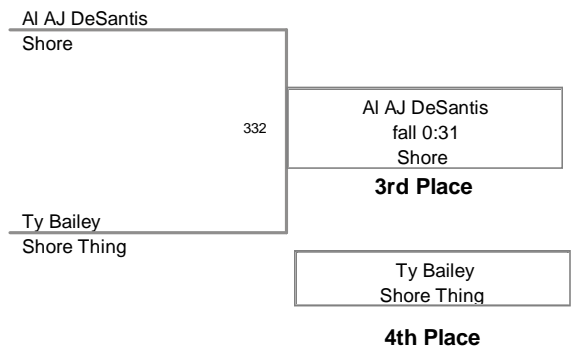 Al AJ DeSantis
Shore
332
Al AJ DeSantis
fall 0:31
Shore
3rd Place
Ty Bailey
Shore Thing
Ty Bailey
Shore Thing
4th Place